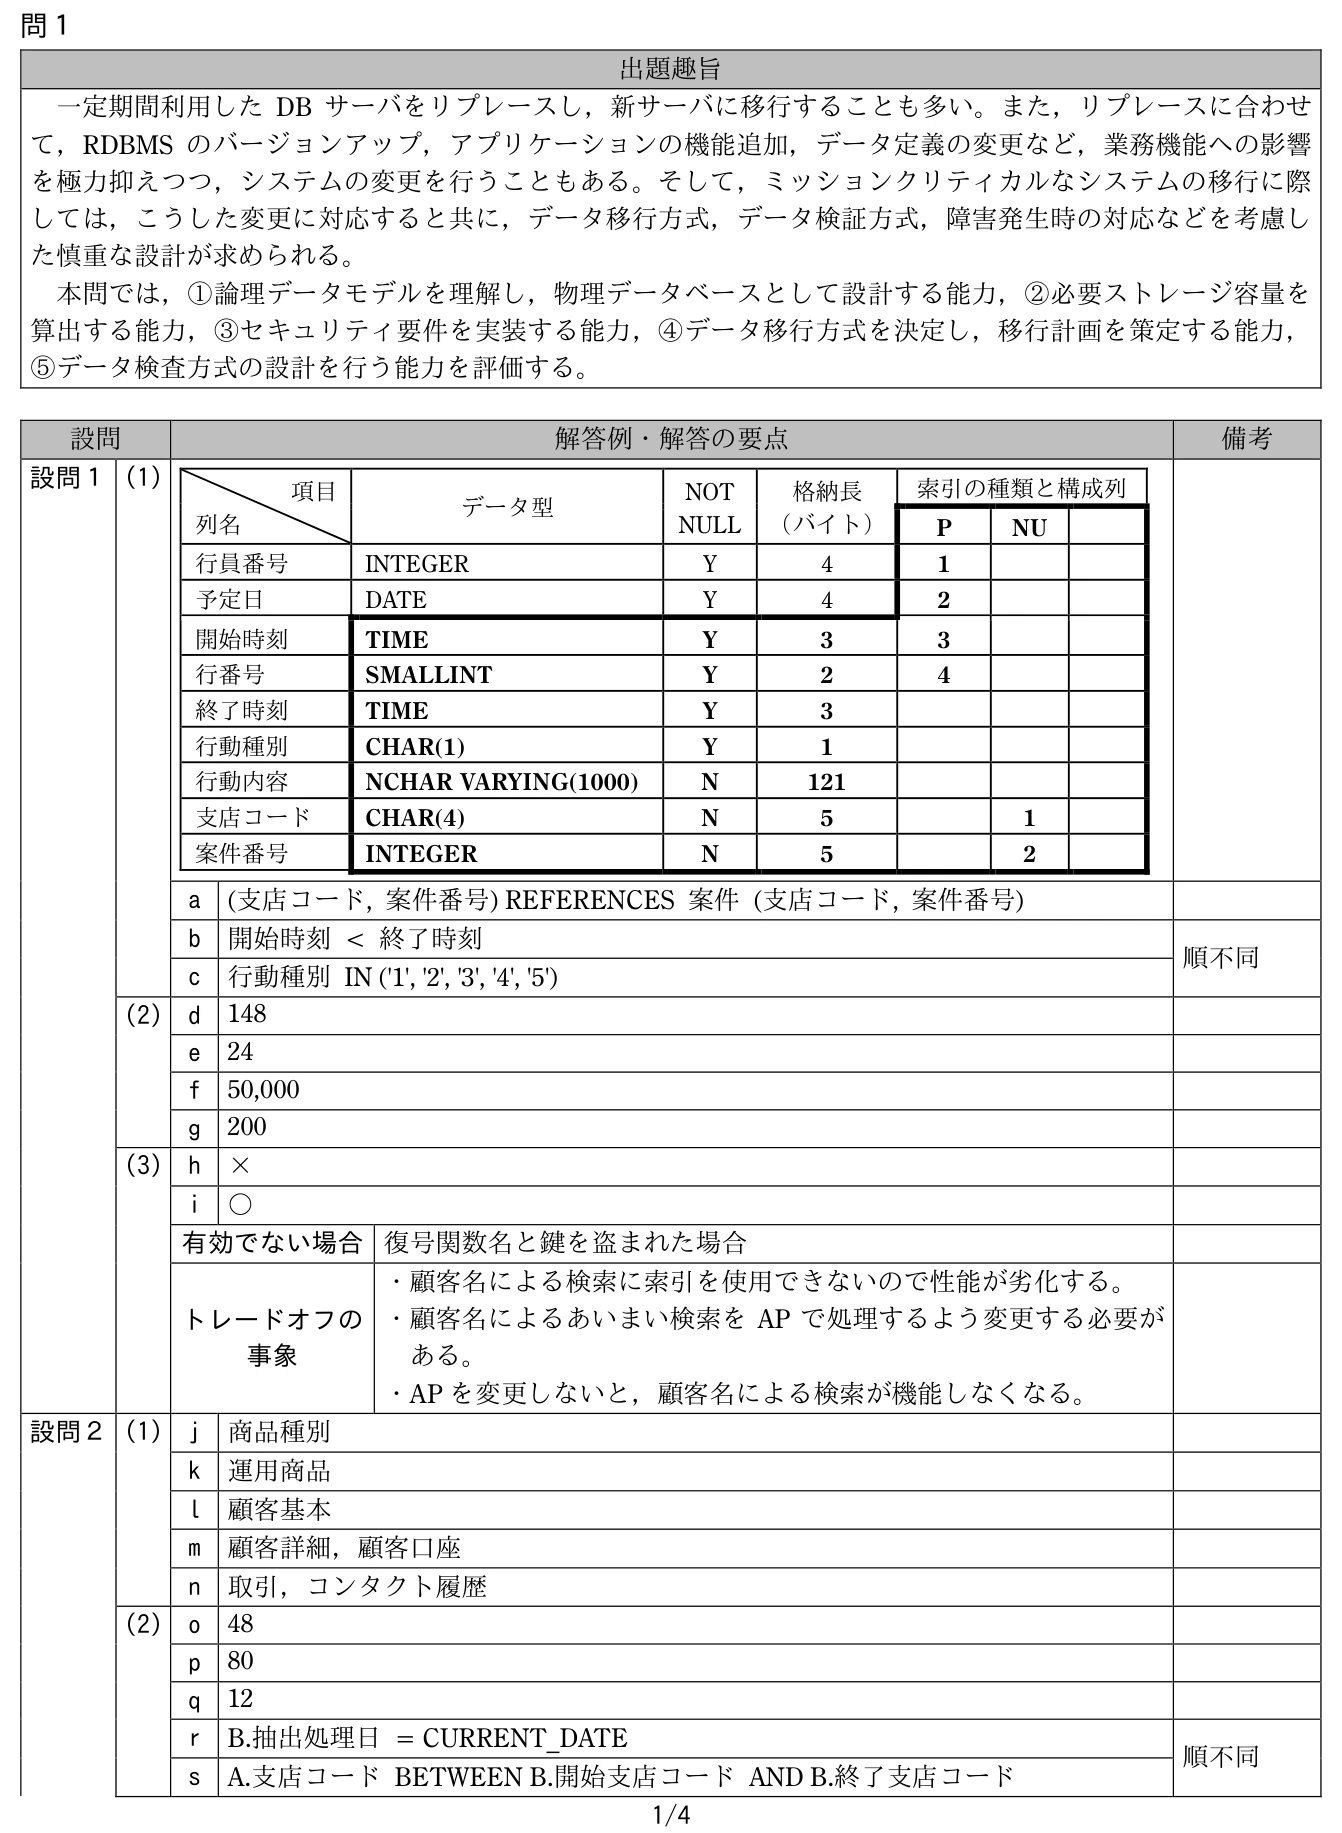 問1
出題趣旨
一定期間利用した DB サーバをリプレースし，新サーバに移行することも多い。また，リプレースに合わせ
て，RDBMS のバージョンアップ，アプリケーションの機能追加，データ定義の変更など，業務機能への影響
を極力抑えつつ，システムの変更を行うこともある。そして，ミッションクリティカルなシステムの移行に際
しては，こうした変更に対応すると共に，データ移行方式，データ検証方式，障害発生時の対応などを考慮し
た慎重な設計が求められる。
本問では，①論理データモデルを理解し，物理データベースとして設計する能力，②必要ストレージ容量を
算出する能力，③セキュリティ要件を実装する能力，④データ移行方式を決定し，移行計画を策定する能力，
⑤データ検査方式の設計を行う能力を評価する。
設問 解答例・解答の要点 備考
設問1 (1)
項目 列名 データ型 NOT NULL 格納長（バイト） 索引の種類と構成列
P NU
行員番号 INTEGER Y 4 1
予定日 DATE Y 4 2
開始時刻 TIME Y 3 3
行番号 SMALLINT Y 2 4
終了時刻 TIME Y 3
行動種別 CHAR(1) Y 1
行動内容 NCHAR VARYING(1000) N 121
支店コード CHAR(4) N 5 1
案件番号 INTEGER N 5 2
a (支店コード, 案件番号) REFERENCES 案件 (支店コード, 案件番号)
b 開始時刻 < 終了時刻
順不同
c 行動種別 IN ('1', '2', '3', '4', '5')
(2) d 148
e 24
f 50,000
g 200
(3) h ×
i ○
有効でない場合 復号関数名と鍵を盗まれた場合
トレードオフの
事象
・顧客名による検索に索引を使用できないので性能が劣化する。
・顧客名によるあいまい検索を AP で処理するよう変更する必要が
ある。
・AP を変更しないと，顧客名による検索が機能しなくなる。
設問2 (1) j 商品種別
k 運用商品
l 顧客基本
m 顧客詳細，顧客口座
n 取引，コンタクト履歴
(2) o 48
p 80
q 12
r B.抽出処理日 = CURRENT_DATE
順不同
s A.支店コード BETWEEN B.開始支店コード AND B.終了支店コード
1/4